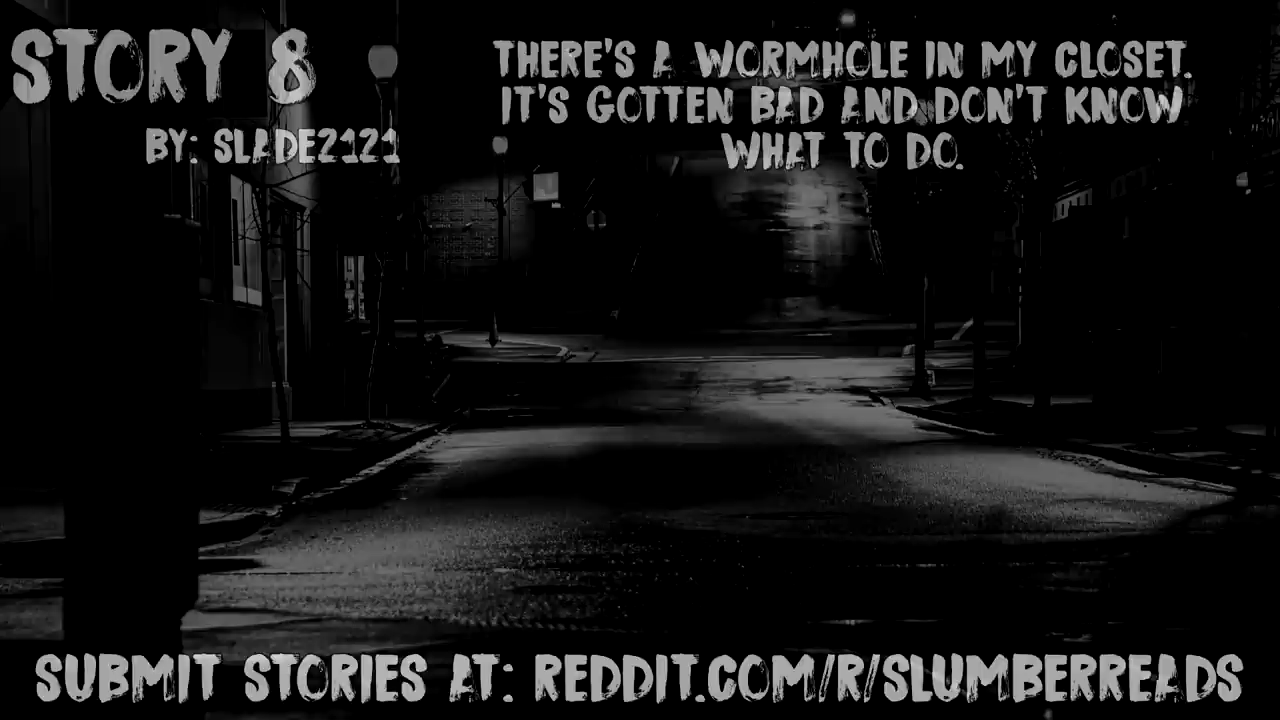 STORY 8
BY: SLADE2121
THERE'S A WORMHOLE IN MY CLOSET.
IT'S GOTTEN BAD AND DON'T KNOW
WHAT TO DO.
SUBMIT STORIES AT: REDDIT.COM/R/SLUMBERREADS